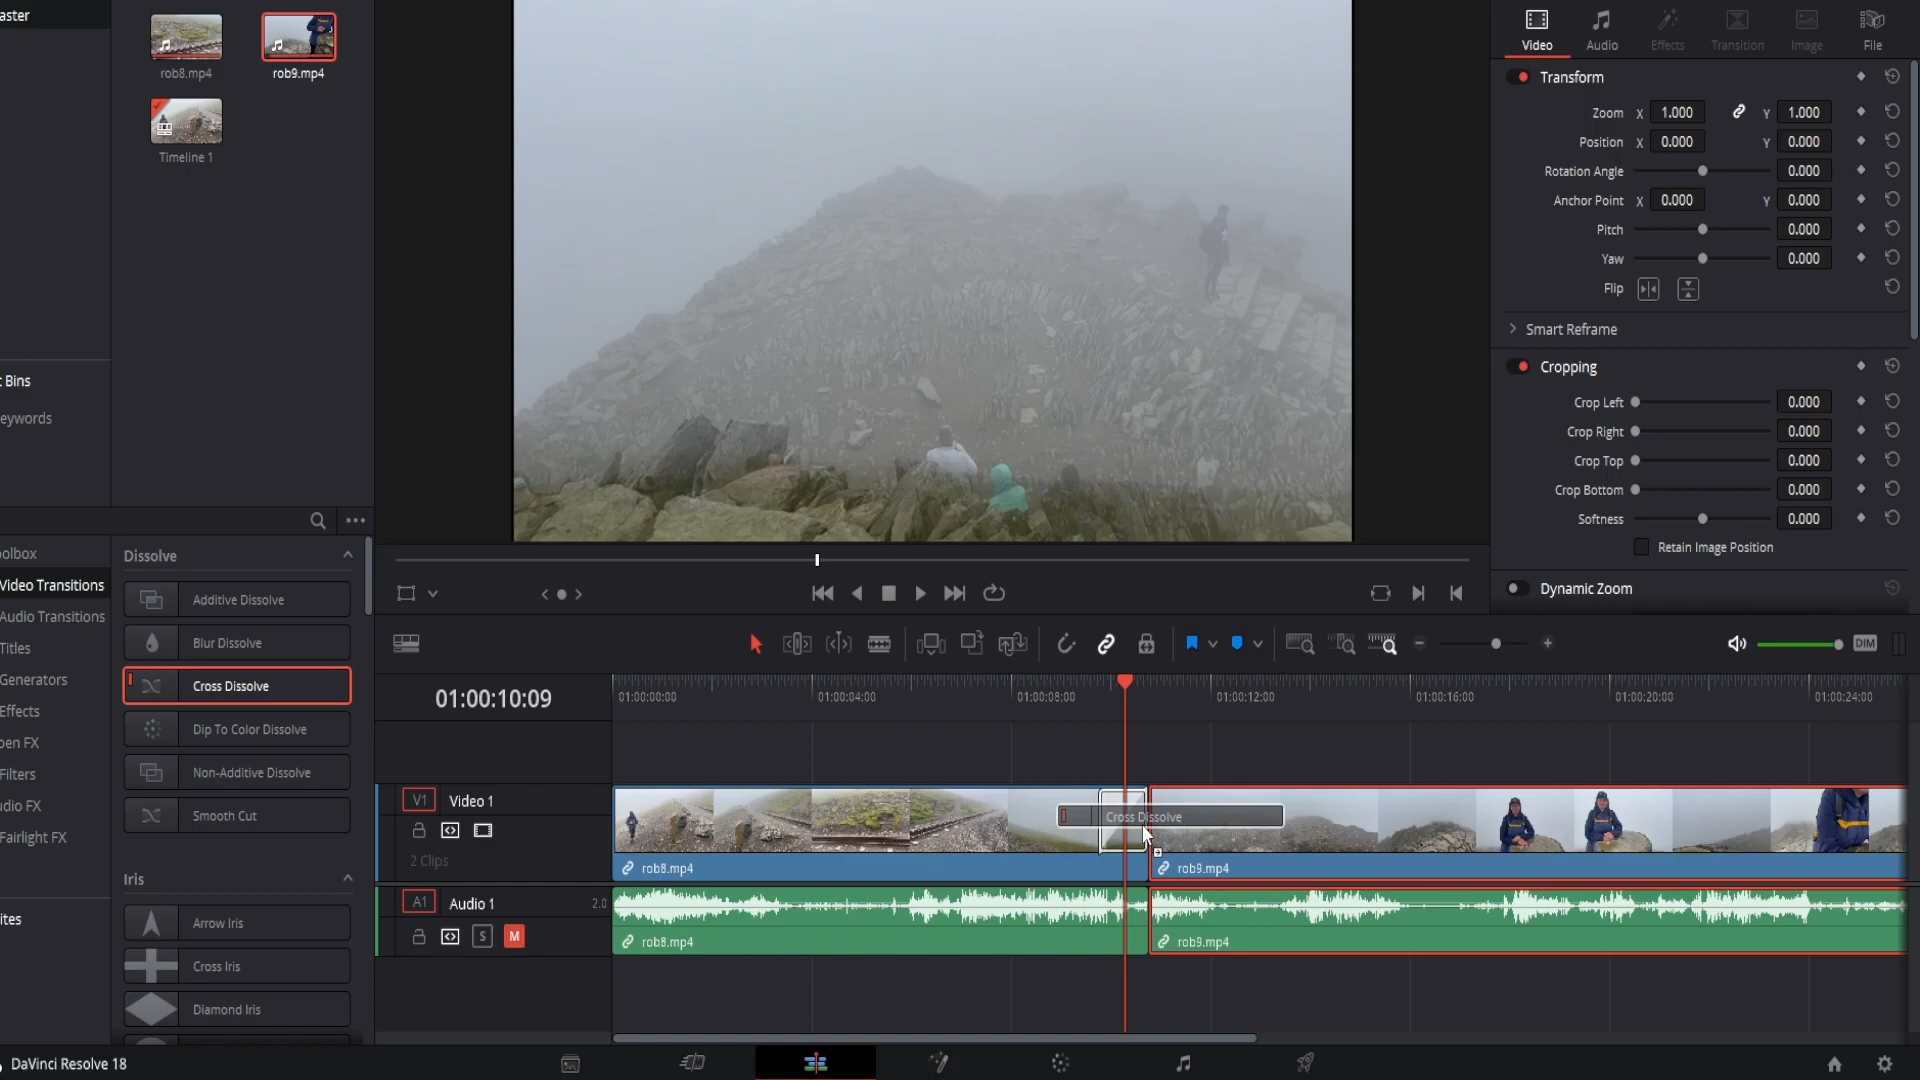 aster
rob8.mp4
rob9.mp4
Timeline 1
Bins
eywords
Video
Audio
Effects
Transition
Image
File
Transform
Zoom X 1.000 Y 1.000
Position X 0.000 Y 0.000
Rotation Angle 0.000
Anchor Point X 0.000 Y 0.000
Pitch 0.000
Yaw 0.000
Flip
Smart Reframe
Cropping
Crop Left 0.000
Crop Right 0.000
Crop Top 0.000
Crop Bottom 0.000
Softness 0.000
Retain Image Position
Dynamic Zoom
oolbox
Video Transitions
Audio Transitions
Titles
Generators
Effects
pen FX
Filters
udio FX
Fairlight FX
ites
Dissolve
Additive Dissolve
Blur Dissolve
Cross Dissolve
Dip To Color Dissolve
Non-Additive Dissolve
Smooth Cut
Iris
Arrow Iris
Cross Iris
Diamond Iris
DIM
01:00:10:09
01:00:00:00
01:00:04:00
01:00:08:00
01:00:12:00
01:00:16:00
01:00:20:00
01:00:24:00
V1 Video 1
2 Clips
Cross Dissolve
rob8.mp4
rob9.mp4
A1 Audio 1 2.0
S M
rob8.mp4
rob9.mp4
DaVinci Resolve 18